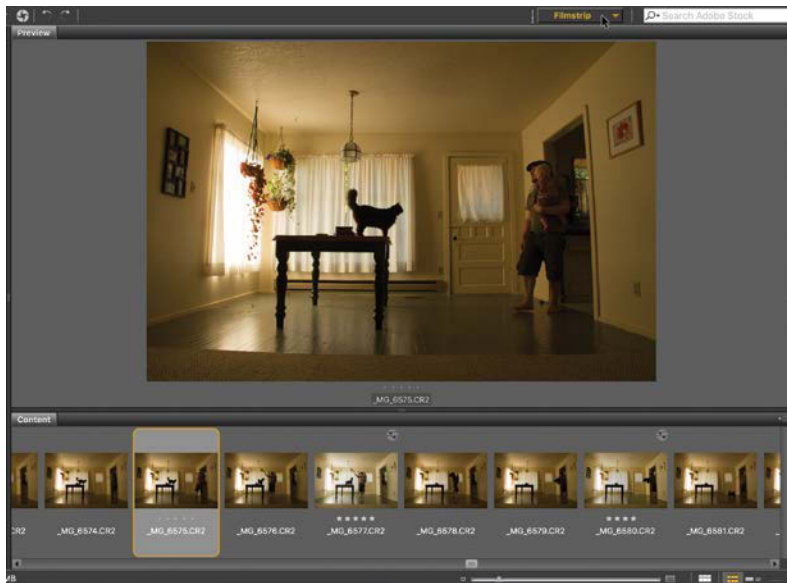 Filmstrip
Search Adobe Stock
Preview
_MG_6575.CR2
Content
CR2
_MG_6574.CR2
_MG_6575.CR2
_MG_6576.CR2
_MG_6577.CR2
_MG_6578.CR2
_MG_6579.CR2
_MG_6580.CR2
_MG_6581.CR2
MB